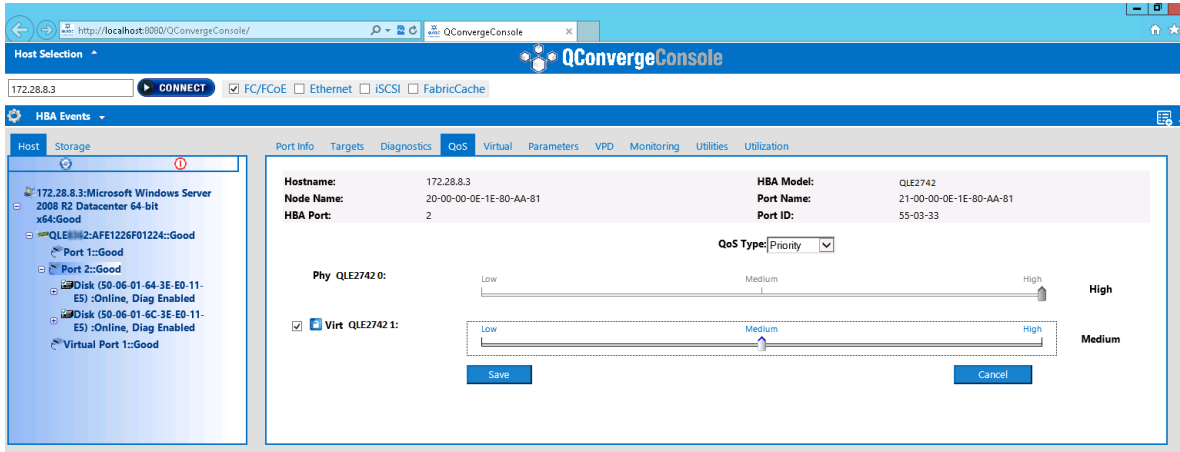 http://localhost:8080/QConvergeConsole/
QConvergeConsole
Host Selection
QConvergeConsole
172.28.8.3
CONNECT
FC/FCoE
Ethernet
iSCSI
FabricCache
HBA Events
Host
Storage
Port Info
Targets
Diagnostics
QoS
Virtual
Parameters
VPD
Monitoring
Utilities
Utilization
172.28.8.3:Microsoft Windows Server
2008 R2 Datacenter 64-bit
x64:Good
2:AFE1226F01224::Good
Port 1::Good
Port 2::Good
Disk (50-06-01-64-3E-E0-11-
E5) :Online, Diag Enabled
Disk (50-06-01-6C-3E-E0-11-
E5) :Online, Diag Enabled
Virtual Port 1::Good
Hostname: 172.28.8.3 HBA Model: QLE2742
Node Name: 20-00-00-0E-1E-80-AA-81 Port Name: 21-00-00-0E-1E-80-AA-81
HBA Port: 2 Port ID: 55-03-33
QoS Type: Priority
Phy QLE2742 0:
Low Medium High
High
Virt QLE2742 1:
Low Medium High
Medium
Save
Cancel